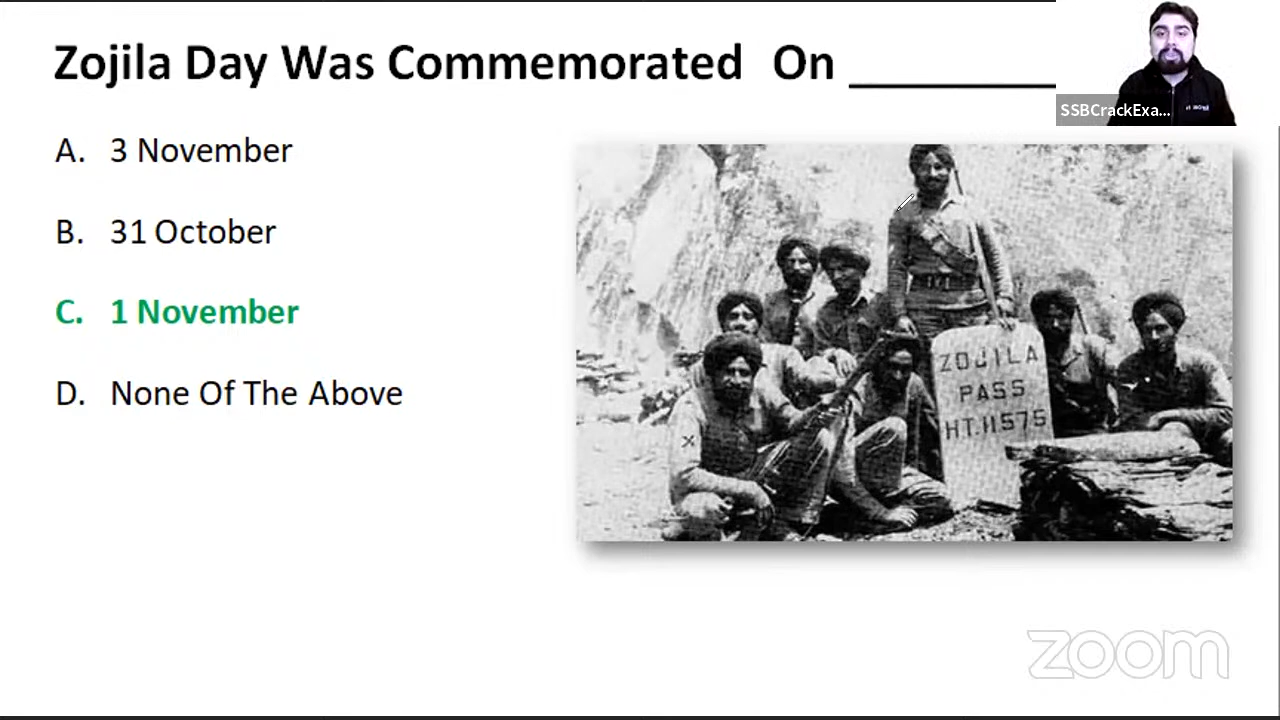 Zojila Day Was Commemorated On __________
SSBCrackExa...
A. 3 November
B. 31 October
C. 1 November
D. None Of The Above
ZOJILA
PASS
HT.11575
zoom